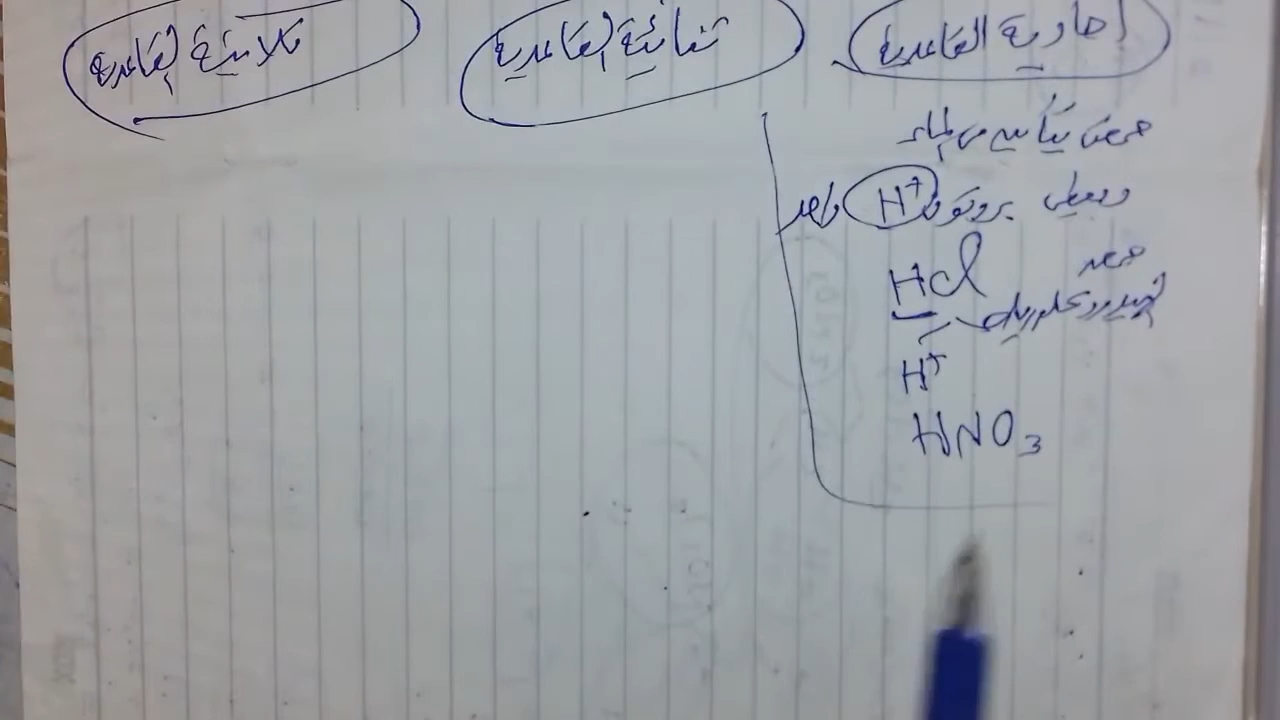 أحادية القاعدية
ثنائية القاعدية
ثلاثية القاعدية
حمض يتأين في الماء
ويعطي بروتون H+ واحد
HCl حمض
الهيدروكلوريك
H+
HNO3